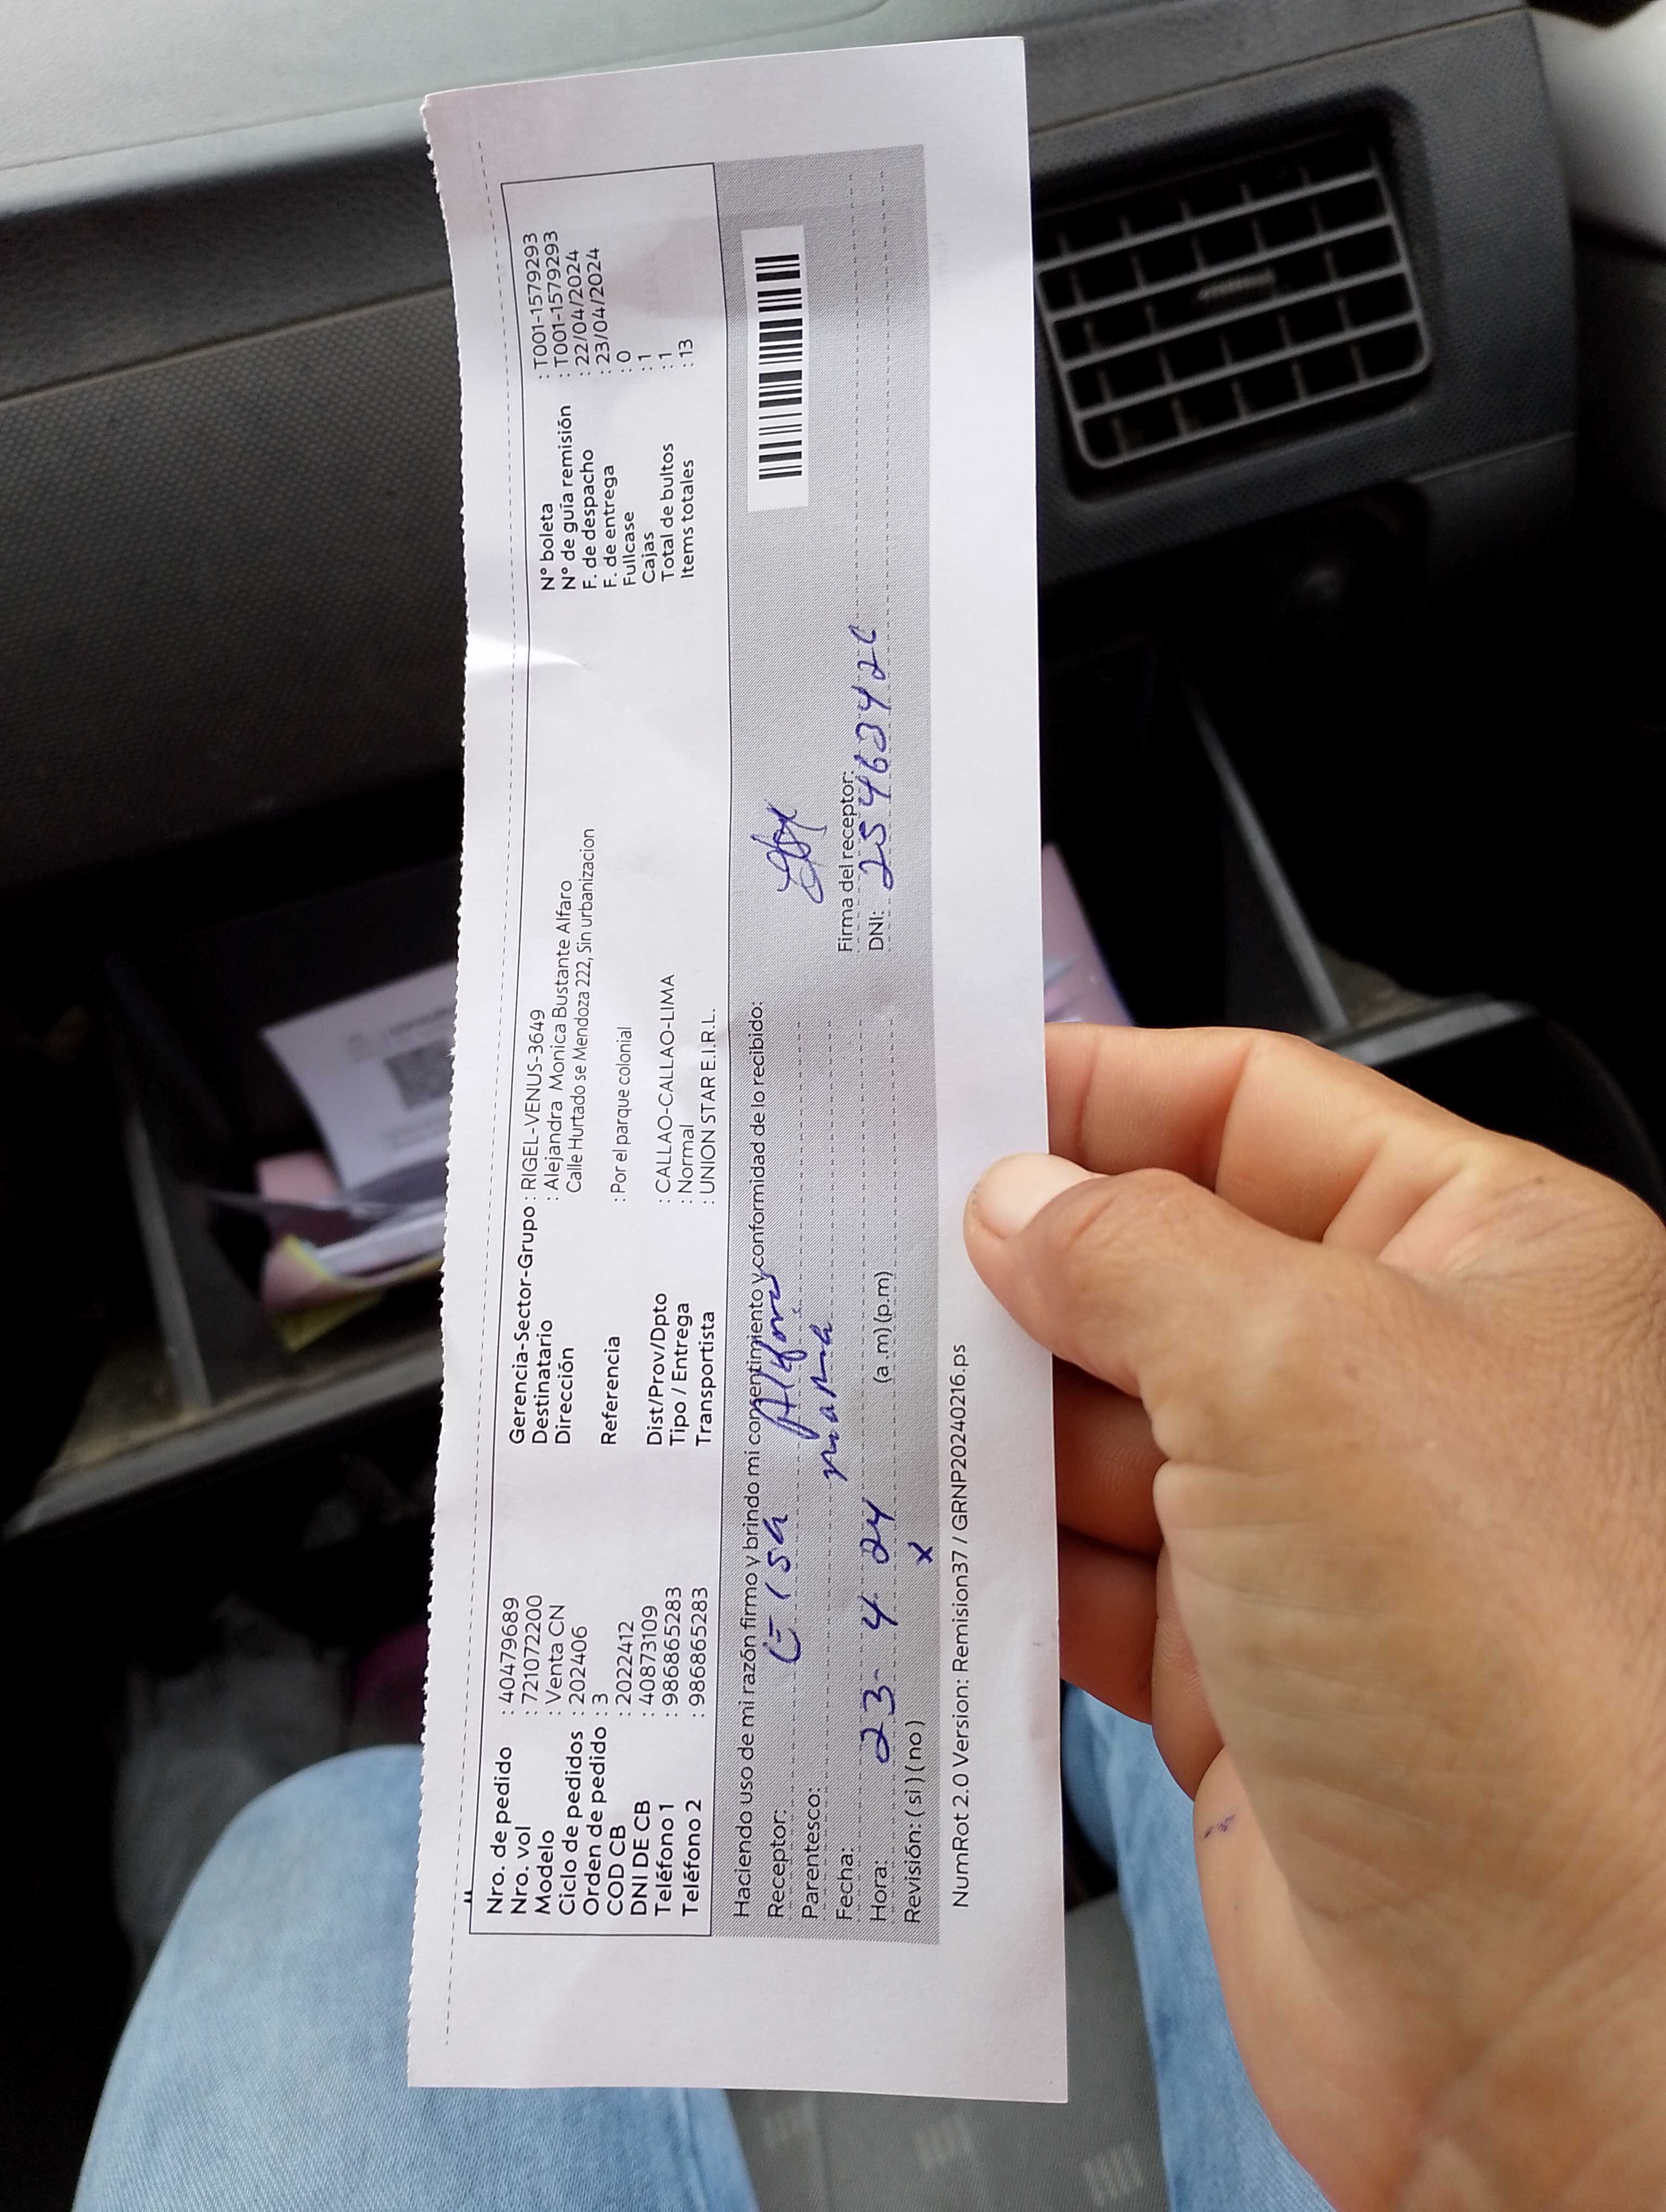 Nro. de pedido : 40479689
Nro. vol : 721072200
Modelo : Venta CN
Ciclo de pedidos : 202406
Orden de pedido : 3
COD CB : 2022412
DNI DE CB : 40873109
Teléfono 1 : 986865283
Teléfono 2 : 986865283
Gerencia-Sector-Grupo : RIGEL-VENUS-3649
Destinatario : Alejandra Monica Bustante Alfaro
Dirección Calle Hurtado se Mendoza 222, Sin urbanizacion
Referencia : Por el parque colonial
Dist/Prov/Dpto : CALLAO-CALLAO-LIMA
Tipo / Entrega : Normal
Transportista : UNION STAR E.I.R.L.
N° boleta : T001-1579293
N° de guía remisión : T001-1579293
F. de despacho : 22/04/2024
F. de entrega : 23/04/2024
Fullcase : 0
Cajas : 1
Total de bultos : 1
Items totales : 13
Haciendo uso de mi razón firmo y brindo mi consentimiento y conformidad de lo recibido:
Receptor: Alfaro
Parentesco: mamá
Fecha: 23- 4 24
Hora: (a .m) (p.m)
Revisión: ( si ) ( no ) x
Firma del receptor:
DNI:
NumRot 2.0 Version: Remision37 / GRNP20240216.ps